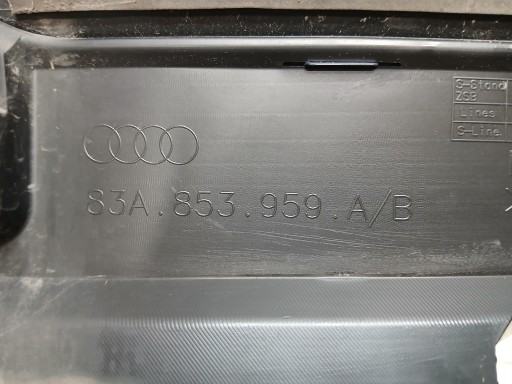 S-Stand
ZSB
Lines
S-Line
83A.853.959.A/B